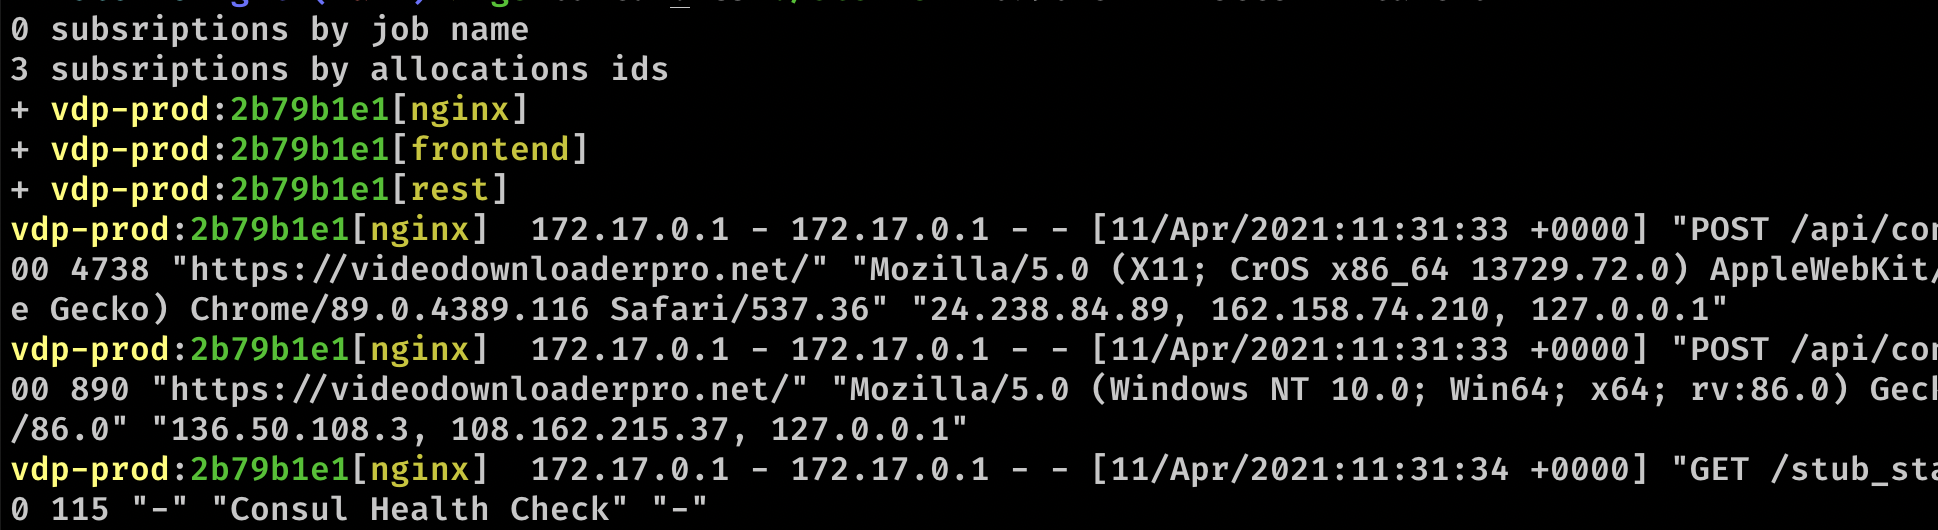 0 subsriptions by job name
3 subsriptions by allocations ids
+ vdp-prod:2b79b1e1[nginx]
+ vdp-prod:2b79b1e1[frontend]
+ vdp-prod:2b79b1e1[rest]
vdp-prod:2b79b1e1[nginx]  172.17.0.1 - 172.17.0.1 - - [11/Apr/2021:11:31:33 +0000] "POST /api/con
00 4738 "https://videodownloaderpro.net/" "Mozilla/5.0 (X11; CrOS x86_64 13729.72.0) AppleWebKit/
e Gecko) Chrome/89.0.4389.116 Safari/537.36" "24.238.84.89, 162.158.74.210, 127.0.0.1"
vdp-prod:2b79b1e1[nginx]  172.17.0.1 - 172.17.0.1 - - [11/Apr/2021:11:31:33 +0000] "POST /api/con
00 890 "https://videodownloaderpro.net/" "Mozilla/5.0 (Windows NT 10.0; Win64; x64; rv:86.0) Geck
/86.0" "136.50.108.3, 108.162.215.37, 127.0.0.1"
vdp-prod:2b79b1e1[nginx]  172.17.0.1 - 172.17.0.1 - - [11/Apr/2021:11:31:34 +0000] "GET /stub_sta
0 115 "-" "Consul Health Check" "-"